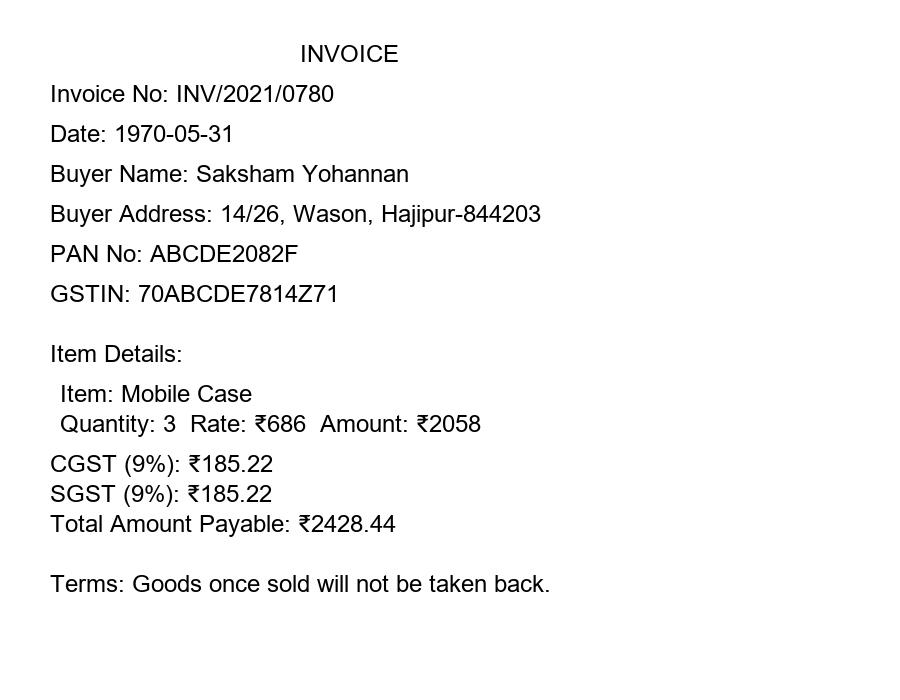 INVOICE
Invoice No: INV/2021/0780
Date: 1970-05-31
Buyer Name: Saksham Yohannan
Buyer Address: 14/26, Wason, Hajipur-844203
PAN No: ABCDE2082F
GSTIN: 70ABCDE7814Z71
Item Details:
Item: Mobile Case
Quantity: 3  Rate: ₹686  Amount: ₹2058
CGST (9%): ₹185.22
SGST (9%): ₹185.22
Total Amount Payable: ₹2428.44
Terms: Goods once sold will not be taken back.